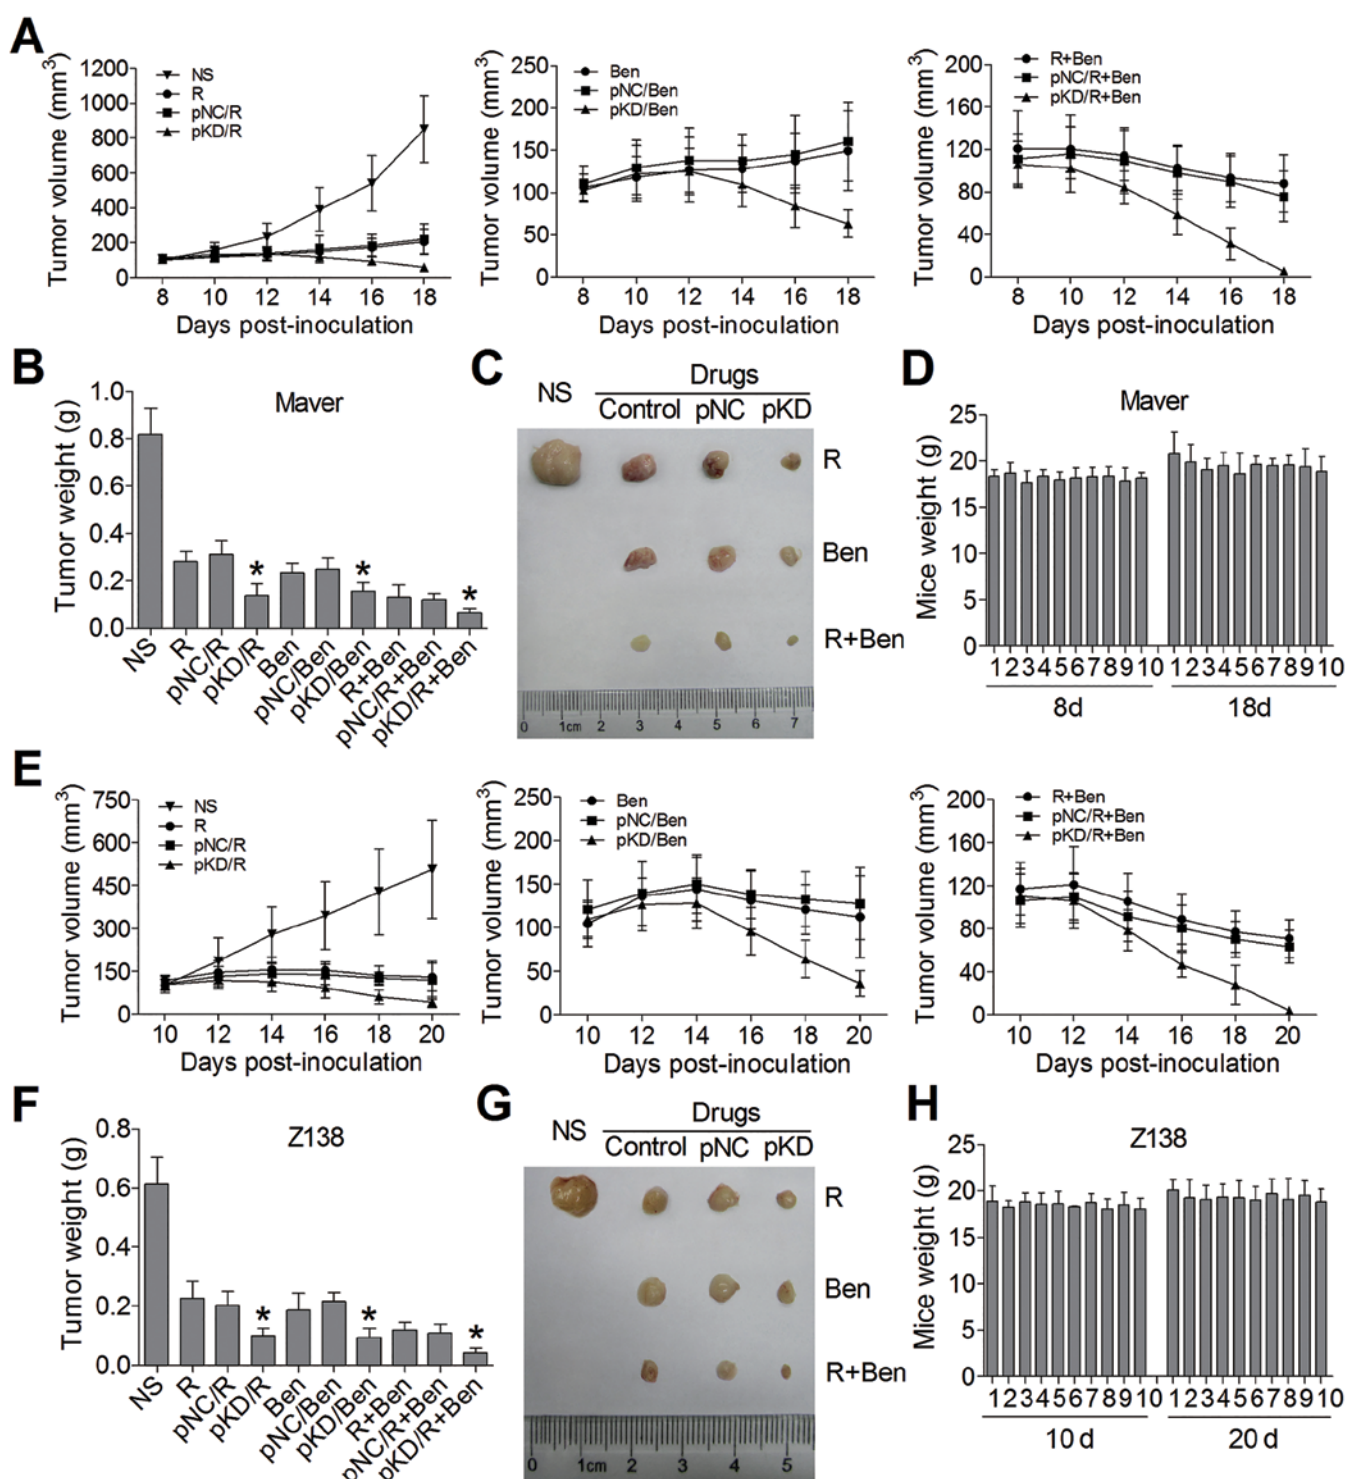 A
Tumor volume (mm3)
1200
1000
800
600
400
200
0
NS
R
pNC/R
pKD/R
8 10 12 14 16 18
Days post-inoculation
Tumor volume (mm3)
250
200
150
100
50
0
Ben
pNC/Ben
pKD/Ben
8 10 12 14 16 18
Days post-inoculation
Tumor volume (mm3)
200
160
120
80
40
0
R+Ben
pNC/R+Ben
pKD/R+Ben
8 10 12 14 16 18
Days post-inoculation
B
Maver
Tumor weight (g)
1.0
0.8
0.6
0.4
0.2
0.0
* * *
NS R pNC/R pKD/R Ben pNC/Ben pKD/Ben R+Ben pNC/R+Ben pKD/R+Ben
C
Drugs
NS Control pNC pKD
R
Ben
R+Ben
0 1cm 2 3 4 5 6 7
D
Maver
Mice weight (g)
25
20
15
10
5
0
1 2 3 4 5 6 7 8 9 10 1 2 3 4 5 6 7 8 9 10
8d 18d
E
Tumor volume (mm3)
750
600
450
300
150
0
NS
R
pNC/R
pKD/R
10 12 14 16 18 20
Days post-inoculation
Tumor volume (mm3)
250
200
150
100
50
0
Ben
pNC/Ben
pKD/Ben
10 12 14 16 18 20
Days post-inoculation
Tumor volume (mm3)
200
160
120
80
40
0
R+Ben
pNC/R+Ben
pKD/R+Ben
10 12 14 16 18 20
Days post-inoculation
F
Z138
Tumor weight (g)
0.8
0.6
0.4
0.2
0.0
* * *
NS R pNC/R pKD/R Ben pNC/Ben pKD/Ben R+Ben pNC/R+Ben pKD/R+Ben
G
Drugs
NS Control pNC pKD
R
Ben
R+Ben
0 1cm 2 3 4 5
H
Z138
Mice weight (g)
25
20
15
10
5
0
1 2 3 4 5 6 7 8 9 10 1 2 3 4 5 6 7 8 9 10
10 d 20 d